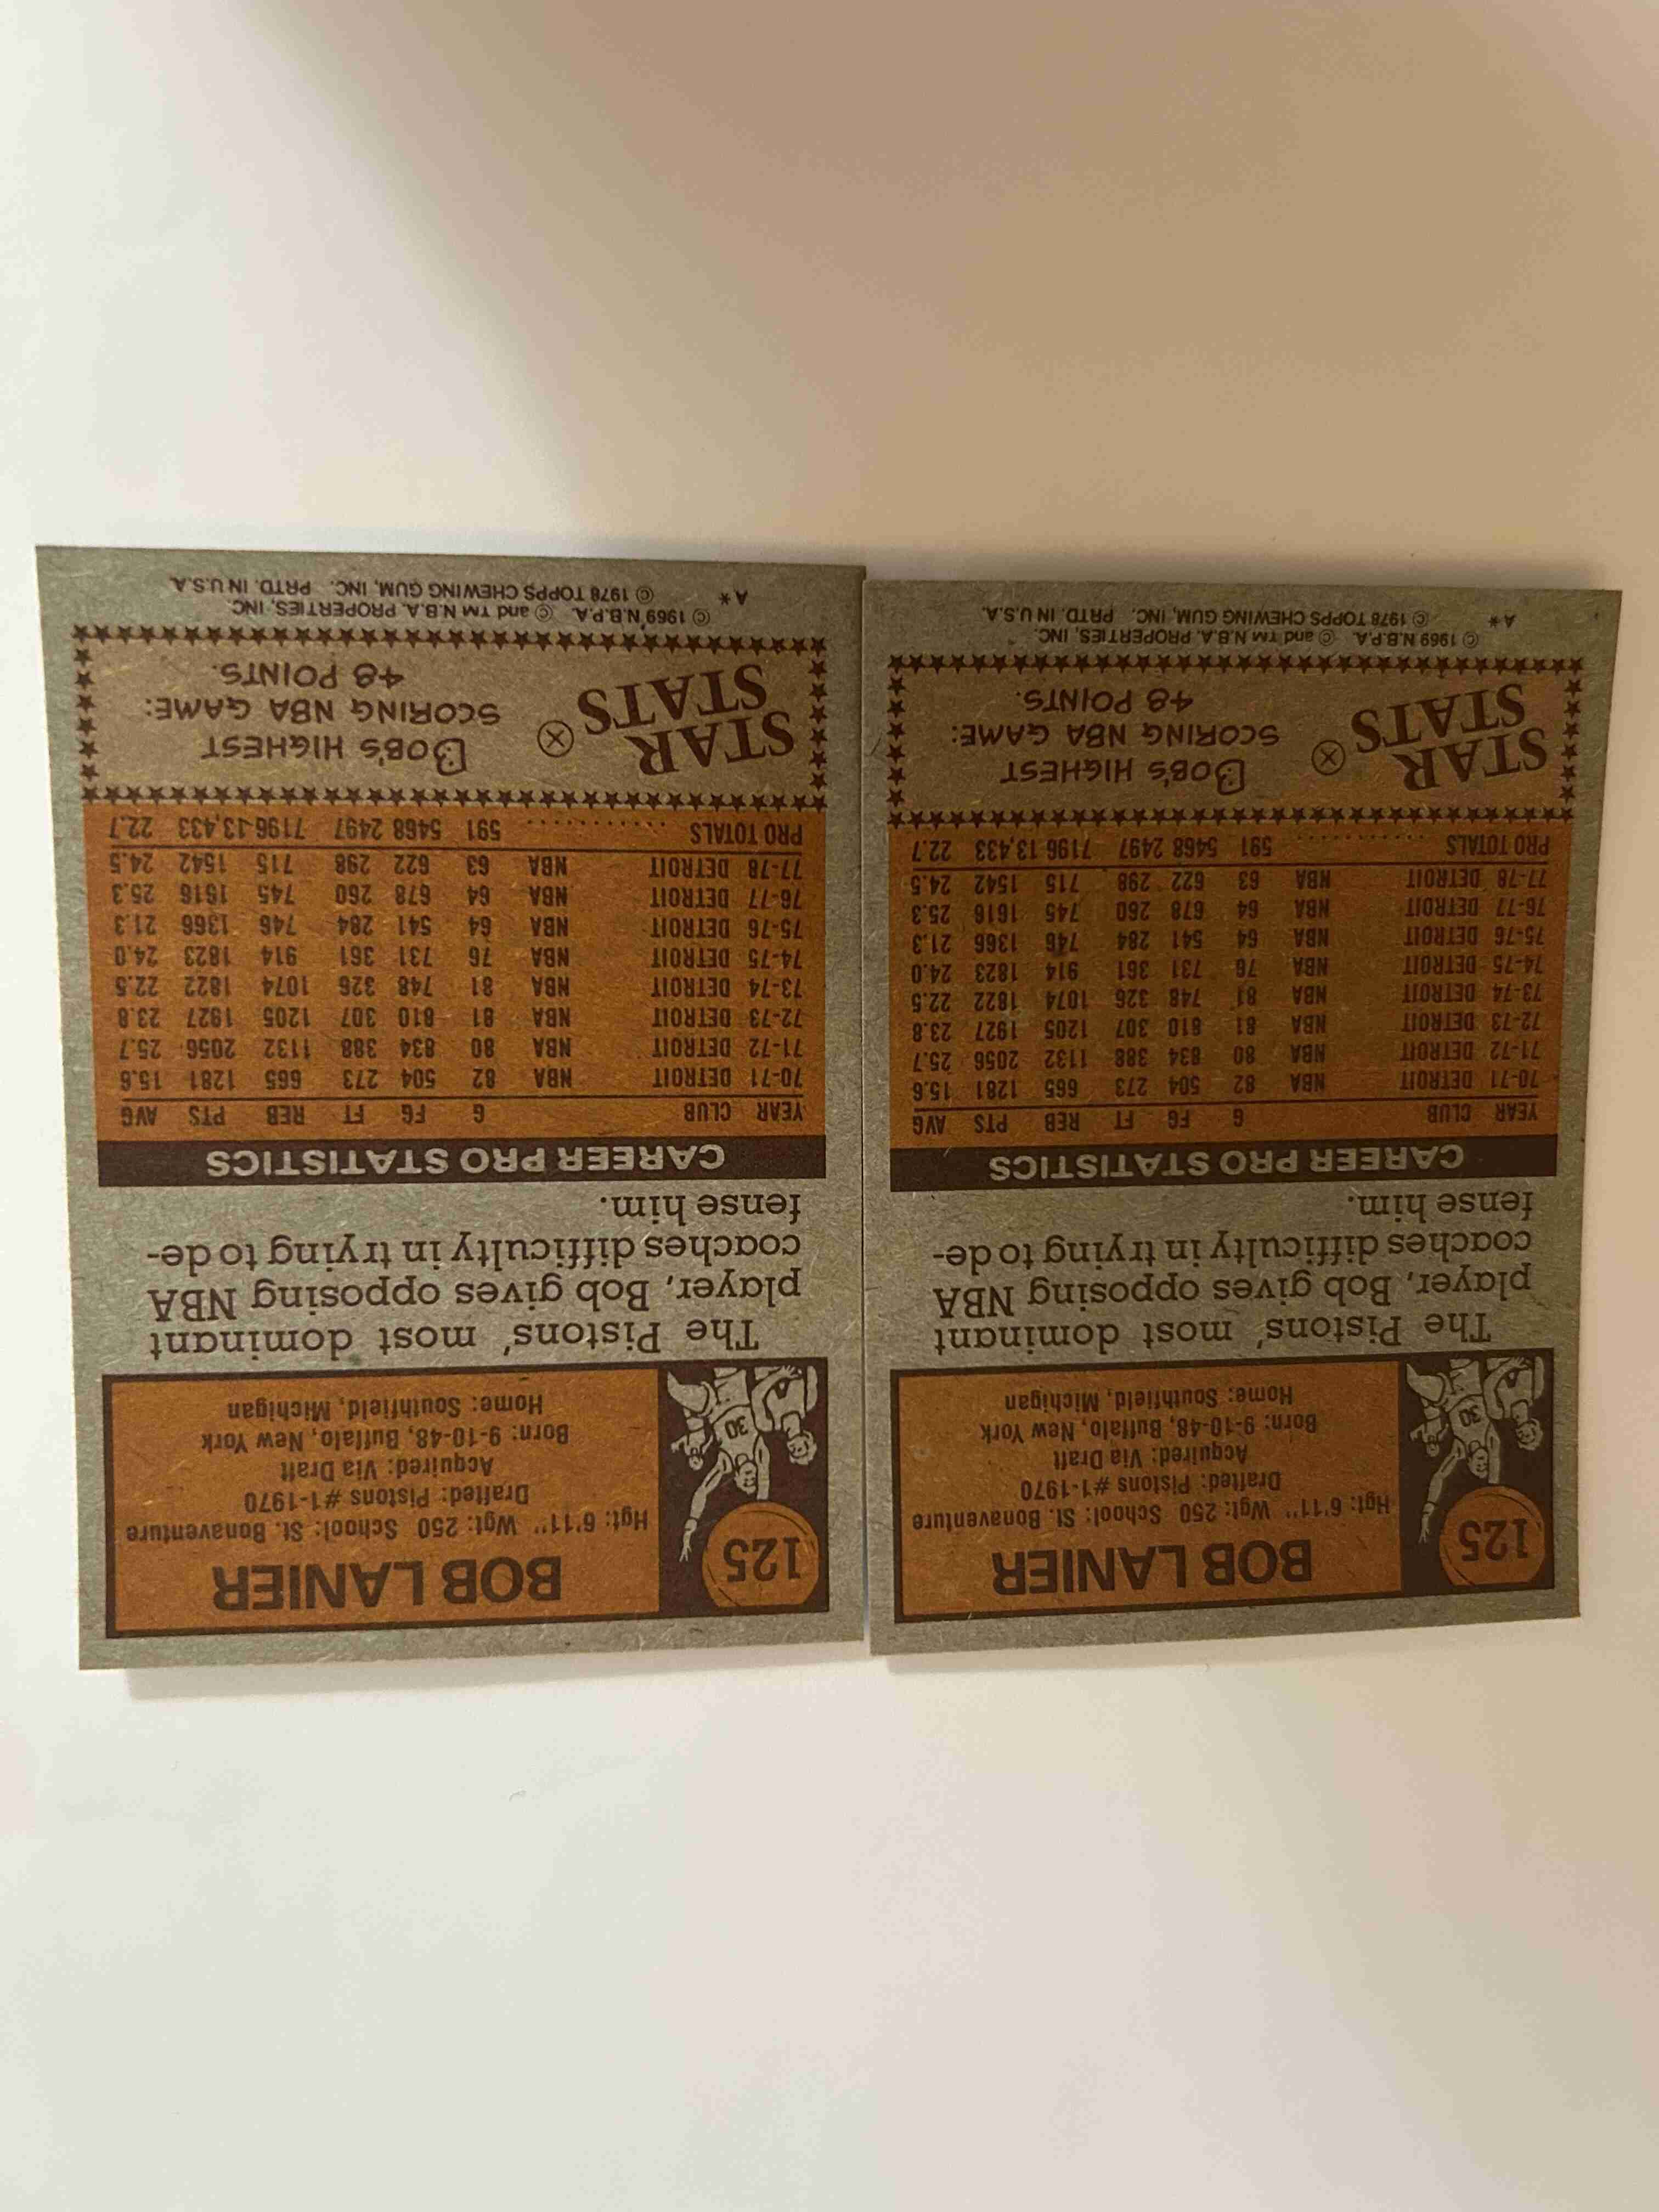 125
BOB LANIER
Hgt: 6'11" Wgt: 250 School: St. Bonaventure
Drafted: Pistons #1-1970
Acquired: Via Draft
Born: 9-10-48, Buffalo, New York
Home: Southfield, Michigan
30
The Pistons' most dominant
player, Bob gives opposing NBA
coaches difficulty in trying to de-
fense him.
CAREER PRO STATISTICS
YEAR CLUB G FG FT REB PTS AVG
70-71 DETROIT NBA 82 504 273 665 1281 15.6
71-72 DETROIT NBA 80 834 388 1132 2056 25.7
72-73 DETROIT NBA 81 810 307 1205 1927 23.8
73-74 DETROIT NBA 81 748 326 1074 1822 22.5
74-75 DETROIT NBA 76 731 361 914 1823 24.0
75-76 DETROIT NBA 64 541 284 746 1366 21.3
76-77 DETROIT NBA 64 678 260 745 1616 25.3
77-78 DETROIT NBA 63 622 298 715 1542 24.5
PRO TOTALS .............. 591 5468 2497 7196 13,433 22.7
STAR
STATS
BOB'S HIGHEST
SCORING NBA GAME:
48 POINTS.
© 1969 N.B.P.A. © and TM N.B.A. PROPERTIES, INC.
A* © 1978 TOPPS CHEWING GUM, INC. PRTD. IN U.S.A.
125
BOB LANIER
Hgt: 6'11" Wgt: 250 School: St. Bonaventure
Drafted: Pistons #1-1970
Acquired: Via Draft
Born: 9-10-48, Buffalo, New York
Home: Southfield, Michigan
30
The Pistons' most dominant
player, Bob gives opposing NBA
coaches difficulty in trying to de-
fense him.
CAREER PRO STATISTICS
YEAR CLUB G FG FT REB PTS AVG
70-71 DETROIT NBA 82 504 273 665 1281 15.6
71-72 DETROIT NBA 80 834 388 1132 2056 25.7
72-73 DETROIT NBA 81 810 307 1205 1927 23.8
73-74 DETROIT NBA 81 748 326 1074 1822 22.5
74-75 DETROIT NBA 76 731 361 914 1823 24.0
75-76 DETROIT NBA 64 541 284 746 1366 21.3
76-77 DETROIT NBA 64 678 260 745 1616 25.3
77-78 DETROIT NBA 63 622 298 715 1542 24.5
PRO TOTALS .............. 591 5468 2497 7196 13,433 22.7
STAR
STATS
BOB'S HIGHEST
SCORING NBA GAME:
48 POINTS.
© 1969 N.B.P.A. © and TM N.B.A. PROPERTIES, INC.
A* © 1978 TOPPS CHEWING GUM, INC. PRTD. IN U.S.A.